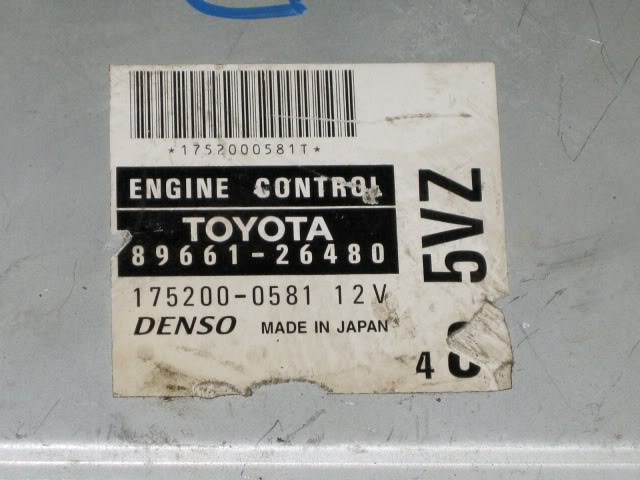 *1752000581T*
ENGINE CONTROL
TOYOTA
89661-26480
175200-0581 12V
DENSO MADE IN JAPAN
5VZ
4